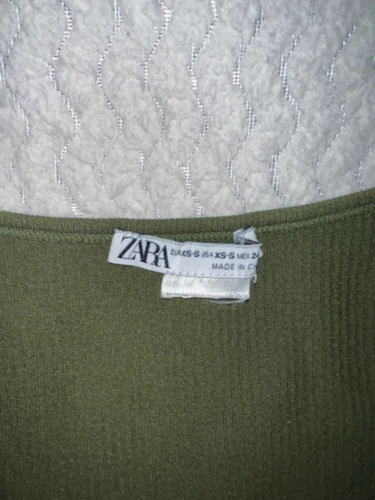 ZARA
EUR XS-S USA XS-S MEX 24
MADE IN C